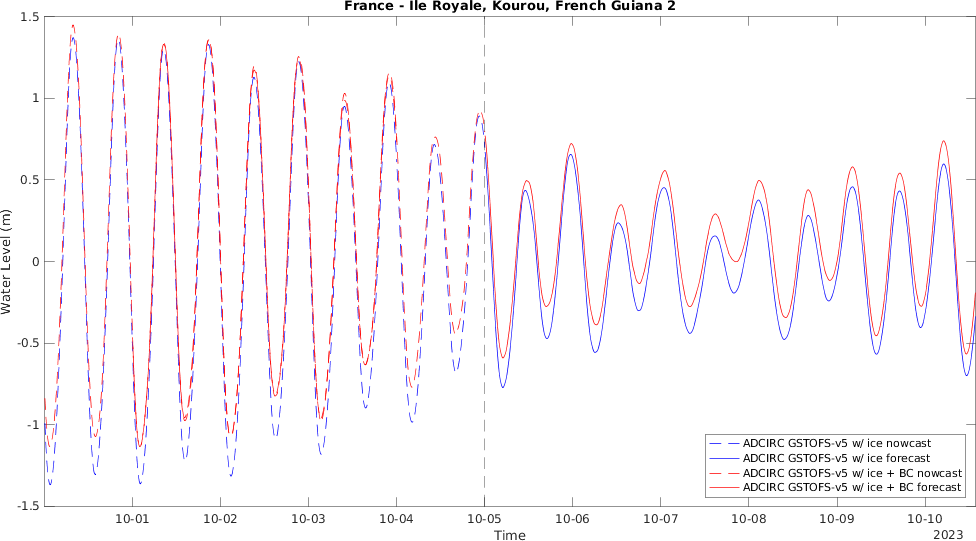 France - Ile Royale, Kourou, French Guiana 2
1.5
1
0.5
0
-0.5
-1
-1.5
Water Level (m)
ADCIRC GSTOFS-v5 w/ ice nowcast
ADCIRC GSTOFS-v5 w/ ice forecast
ADCIRC GSTOFS-v5 w/ ice + BC nowcast
ADCIRC GSTOFS-v5 w/ ice + BC forecast
10-01 10-02 10-03 10-04 10-05 10-06 10-07 10-08 10-09 10-10
Time
2023